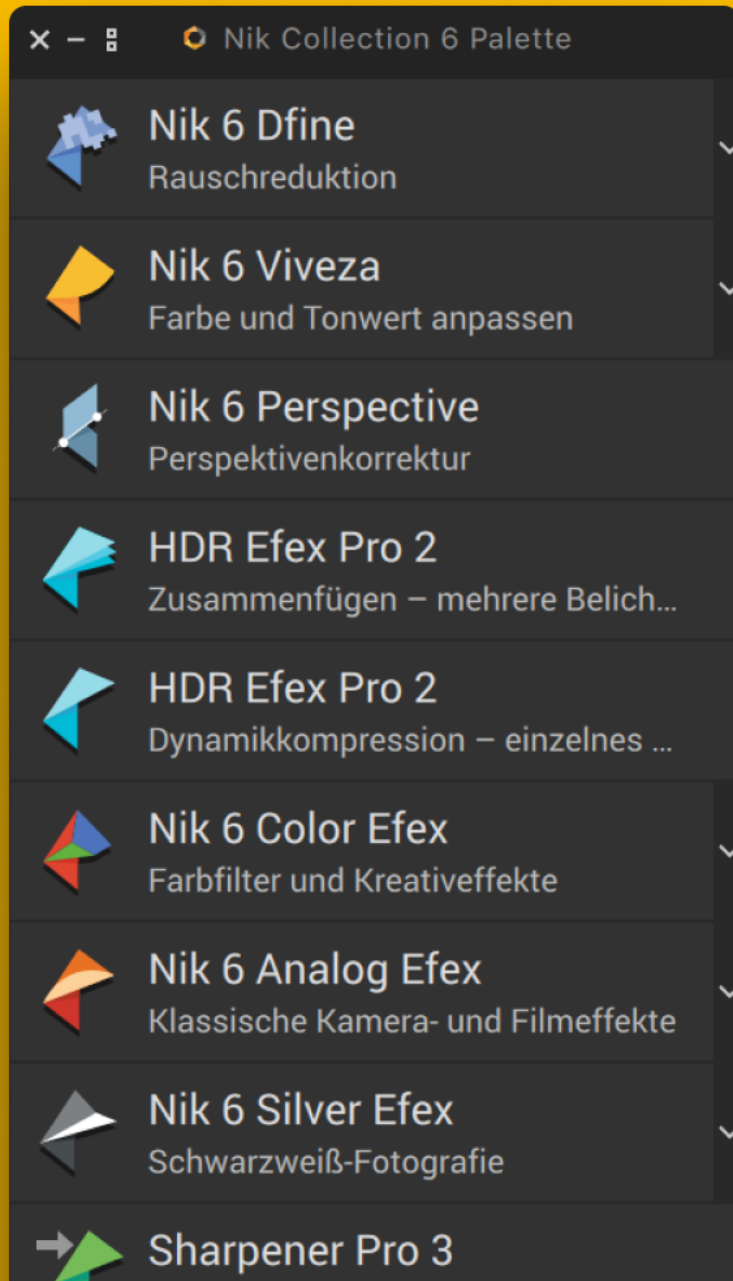 Nik Collection 6 Palette
Nik 6 Dfine
Rauschreduktion
Nik 6 Viveza
Farbe und Tonwert anpassen
Nik 6 Perspective
Perspektivenkorrektur
HDR Efex Pro 2
Zusammenfügen – mehrere Belich...
HDR Efex Pro 2
Dynamikkompression – einzelnes ...
Nik 6 Color Efex
Farbfilter und Kreativeffekte
Nik 6 Analog Efex
Klassische Kamera- und Filmeffekte
Nik 6 Silver Efex
Schwarzweiß-Fotografie
Sharpener Pro 3